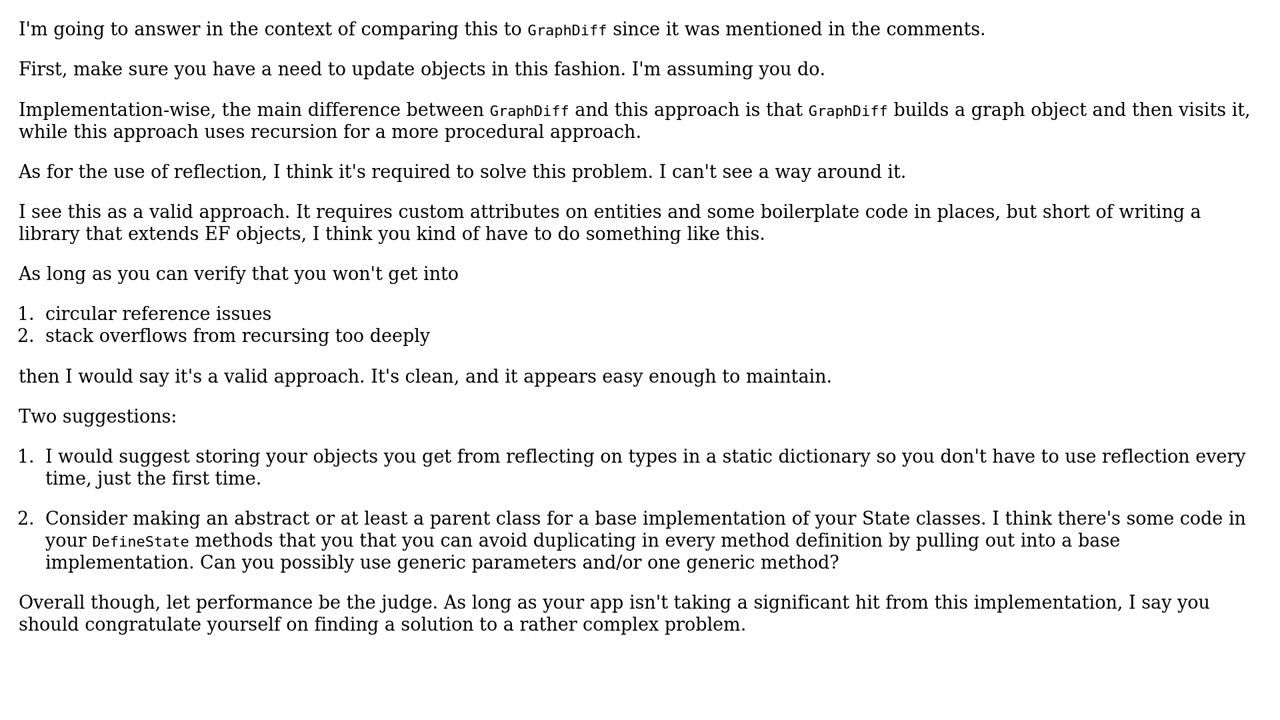 I'm going to answer in the context of comparing this to GraphDiff since it was mentioned in the comments.
First, make sure you have a need to update objects in this fashion. I'm assuming you do.
Implementation-wise, the main difference between GraphDiff and this approach is that GraphDiff builds a graph object and then visits it,
while this approach uses recursion for a more procedural approach.
As for the use of reflection, I think it's required to solve this problem. I can't see a way around it.
I see this as a valid approach. It requires custom attributes on entities and some boilerplate code in places, but short of writing a
library that extends EF objects, I think you kind of have to do something like this.
As long as you can verify that you won't get into
1. circular reference issues
2. stack overflows from recursing too deeply
then I would say it's a valid approach. It's clean, and it appears easy enough to maintain.
Two suggestions:
1. I would suggest storing your objects you get from reflecting on types in a static dictionary so you don't have to use reflection every
time, just the first time.
2. Consider making an abstract or at least a parent class for a base implementation of your State classes. I think there's some code in
your DefineState methods that you that you can avoid duplicating in every method definition by pulling out into a base
implementation. Can you possibly use generic parameters and/or one generic method?
Overall though, let performance be the judge. As long as your app isn't taking a significant hit from this implementation, I say you
should congratulate yourself on finding a solution to a rather complex problem.